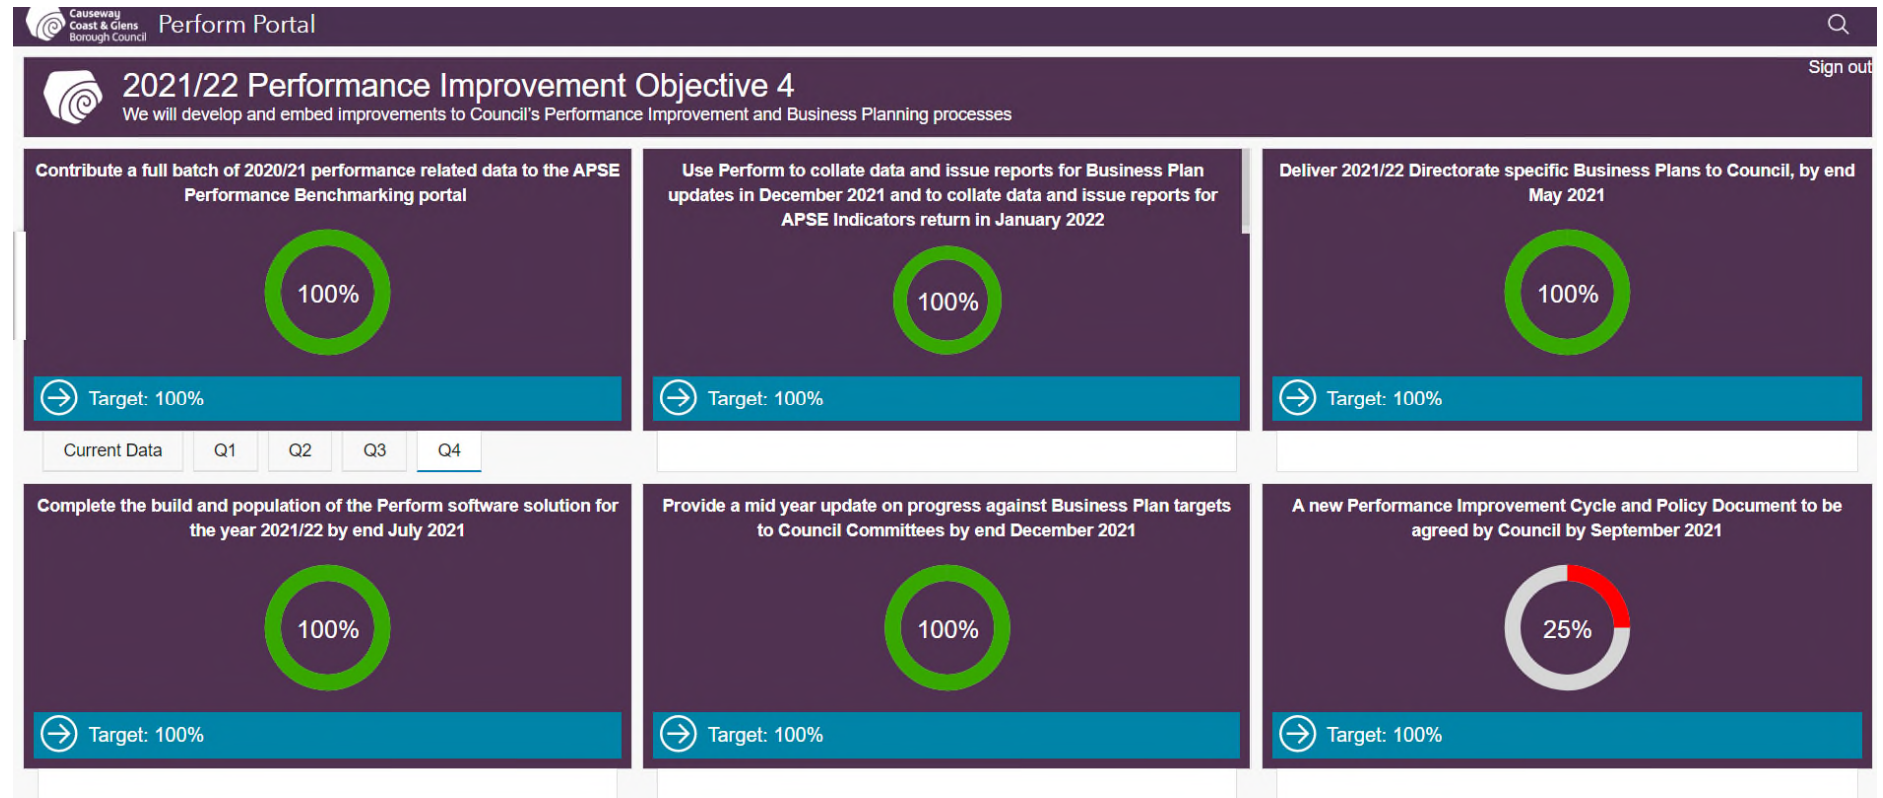 Causeway
Coast & Glens
Borough Council
Perform Portal
Sign out
2021/22 Performance Improvement Objective 4
We will develop and embed improvements to Council's Performance Improvement and Business Planning processes
Contribute a full batch of 2020/21 performance related data to the APSE
Performance Benchmarking portal
100%
Target: 100%
Use Perform to collate data and issue reports for Business Plan
updates in December 2021 and to collate data and issue reports for
APSE Indicators return in January 2022
100%
Target: 100%
Deliver 2021/22 Directorate specific Business Plans to Council, by end
May 2021
100%
Target: 100%
Current Data Q1 Q2 Q3 Q4
Complete the build and population of the Perform software solution for
the year 2021/22 by end July 2021
100%
Target: 100%
Provide a mid year update on progress against Business Plan targets
to Council Committees by end December 2021
100%
Target: 100%
A new Performance Improvement Cycle and Policy Document to be
agreed by Council by September 2021
25%
Target: 100%